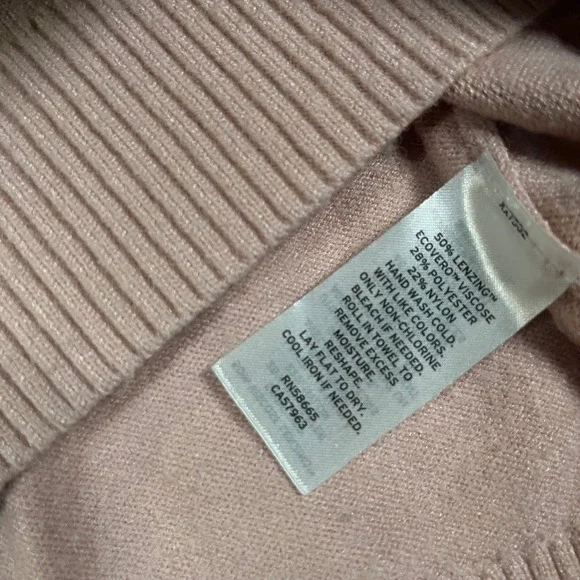 50% LENZING™
ECOVERO™ VISCOSE
28% POLYESTER
22% NYLON
HAND WASH COLD.
WITH LIKE COLORS.
ONLY NON-CHLORINE
BLEACH IF NEEDED.
ROLL IN TOWEL TO
REMOVE EXCESS
MOISTURE.
RESHAPE.
LAY FLAT TO DRY.
COOL IRON IF NEEDED.
RN58665
CA57963